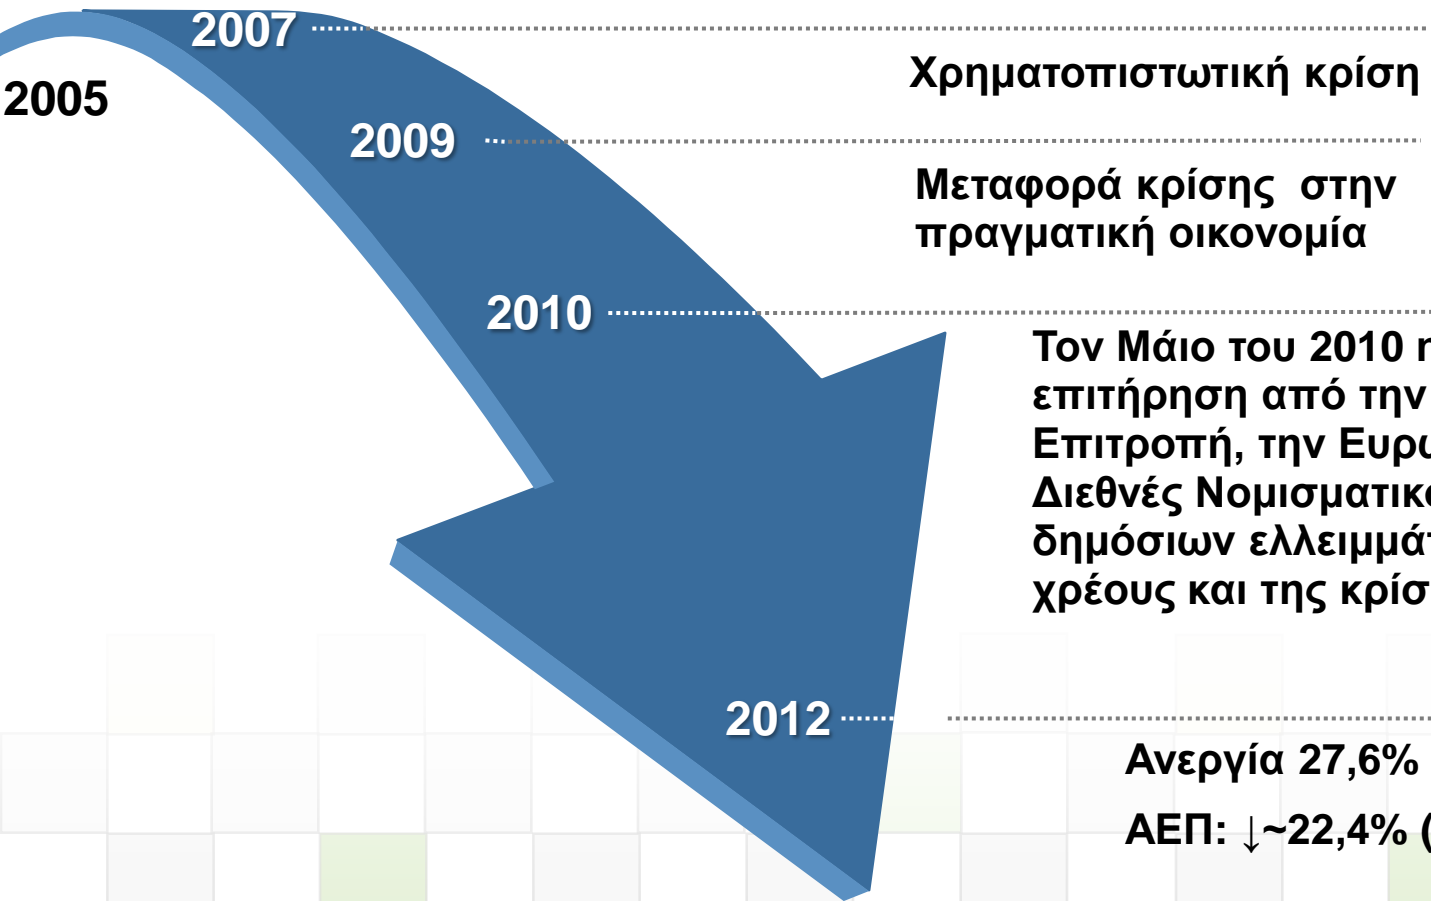 2007
2005
Χρηματοπιστωτική κρίση
2009
Μεταφορά κρίσης στην
πραγματική οικονομία
2010
Τον Μάιο του 2010 η
επιτήρηση από την
Επιτροπή, την
Διεθνές
δημόσιων
χρέους και της
2012
Ανεργία 27,6%
ΑΕΠ: ↓~22,4% (